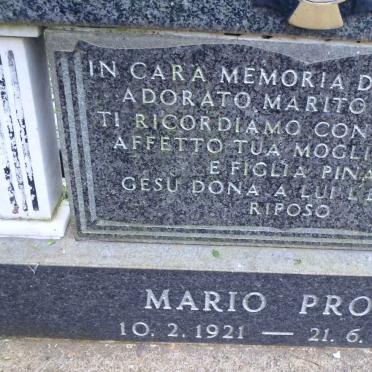 IN CARA MEMORIA D
ADORATO MARITO
TI RICORDIAMO CON
AFFETTO TUA MOGLI
E FIGLIA PINA
GESU DONA A LUI L'
RIPOSO
MARIO PRO
10.2.1921 — 21.6.